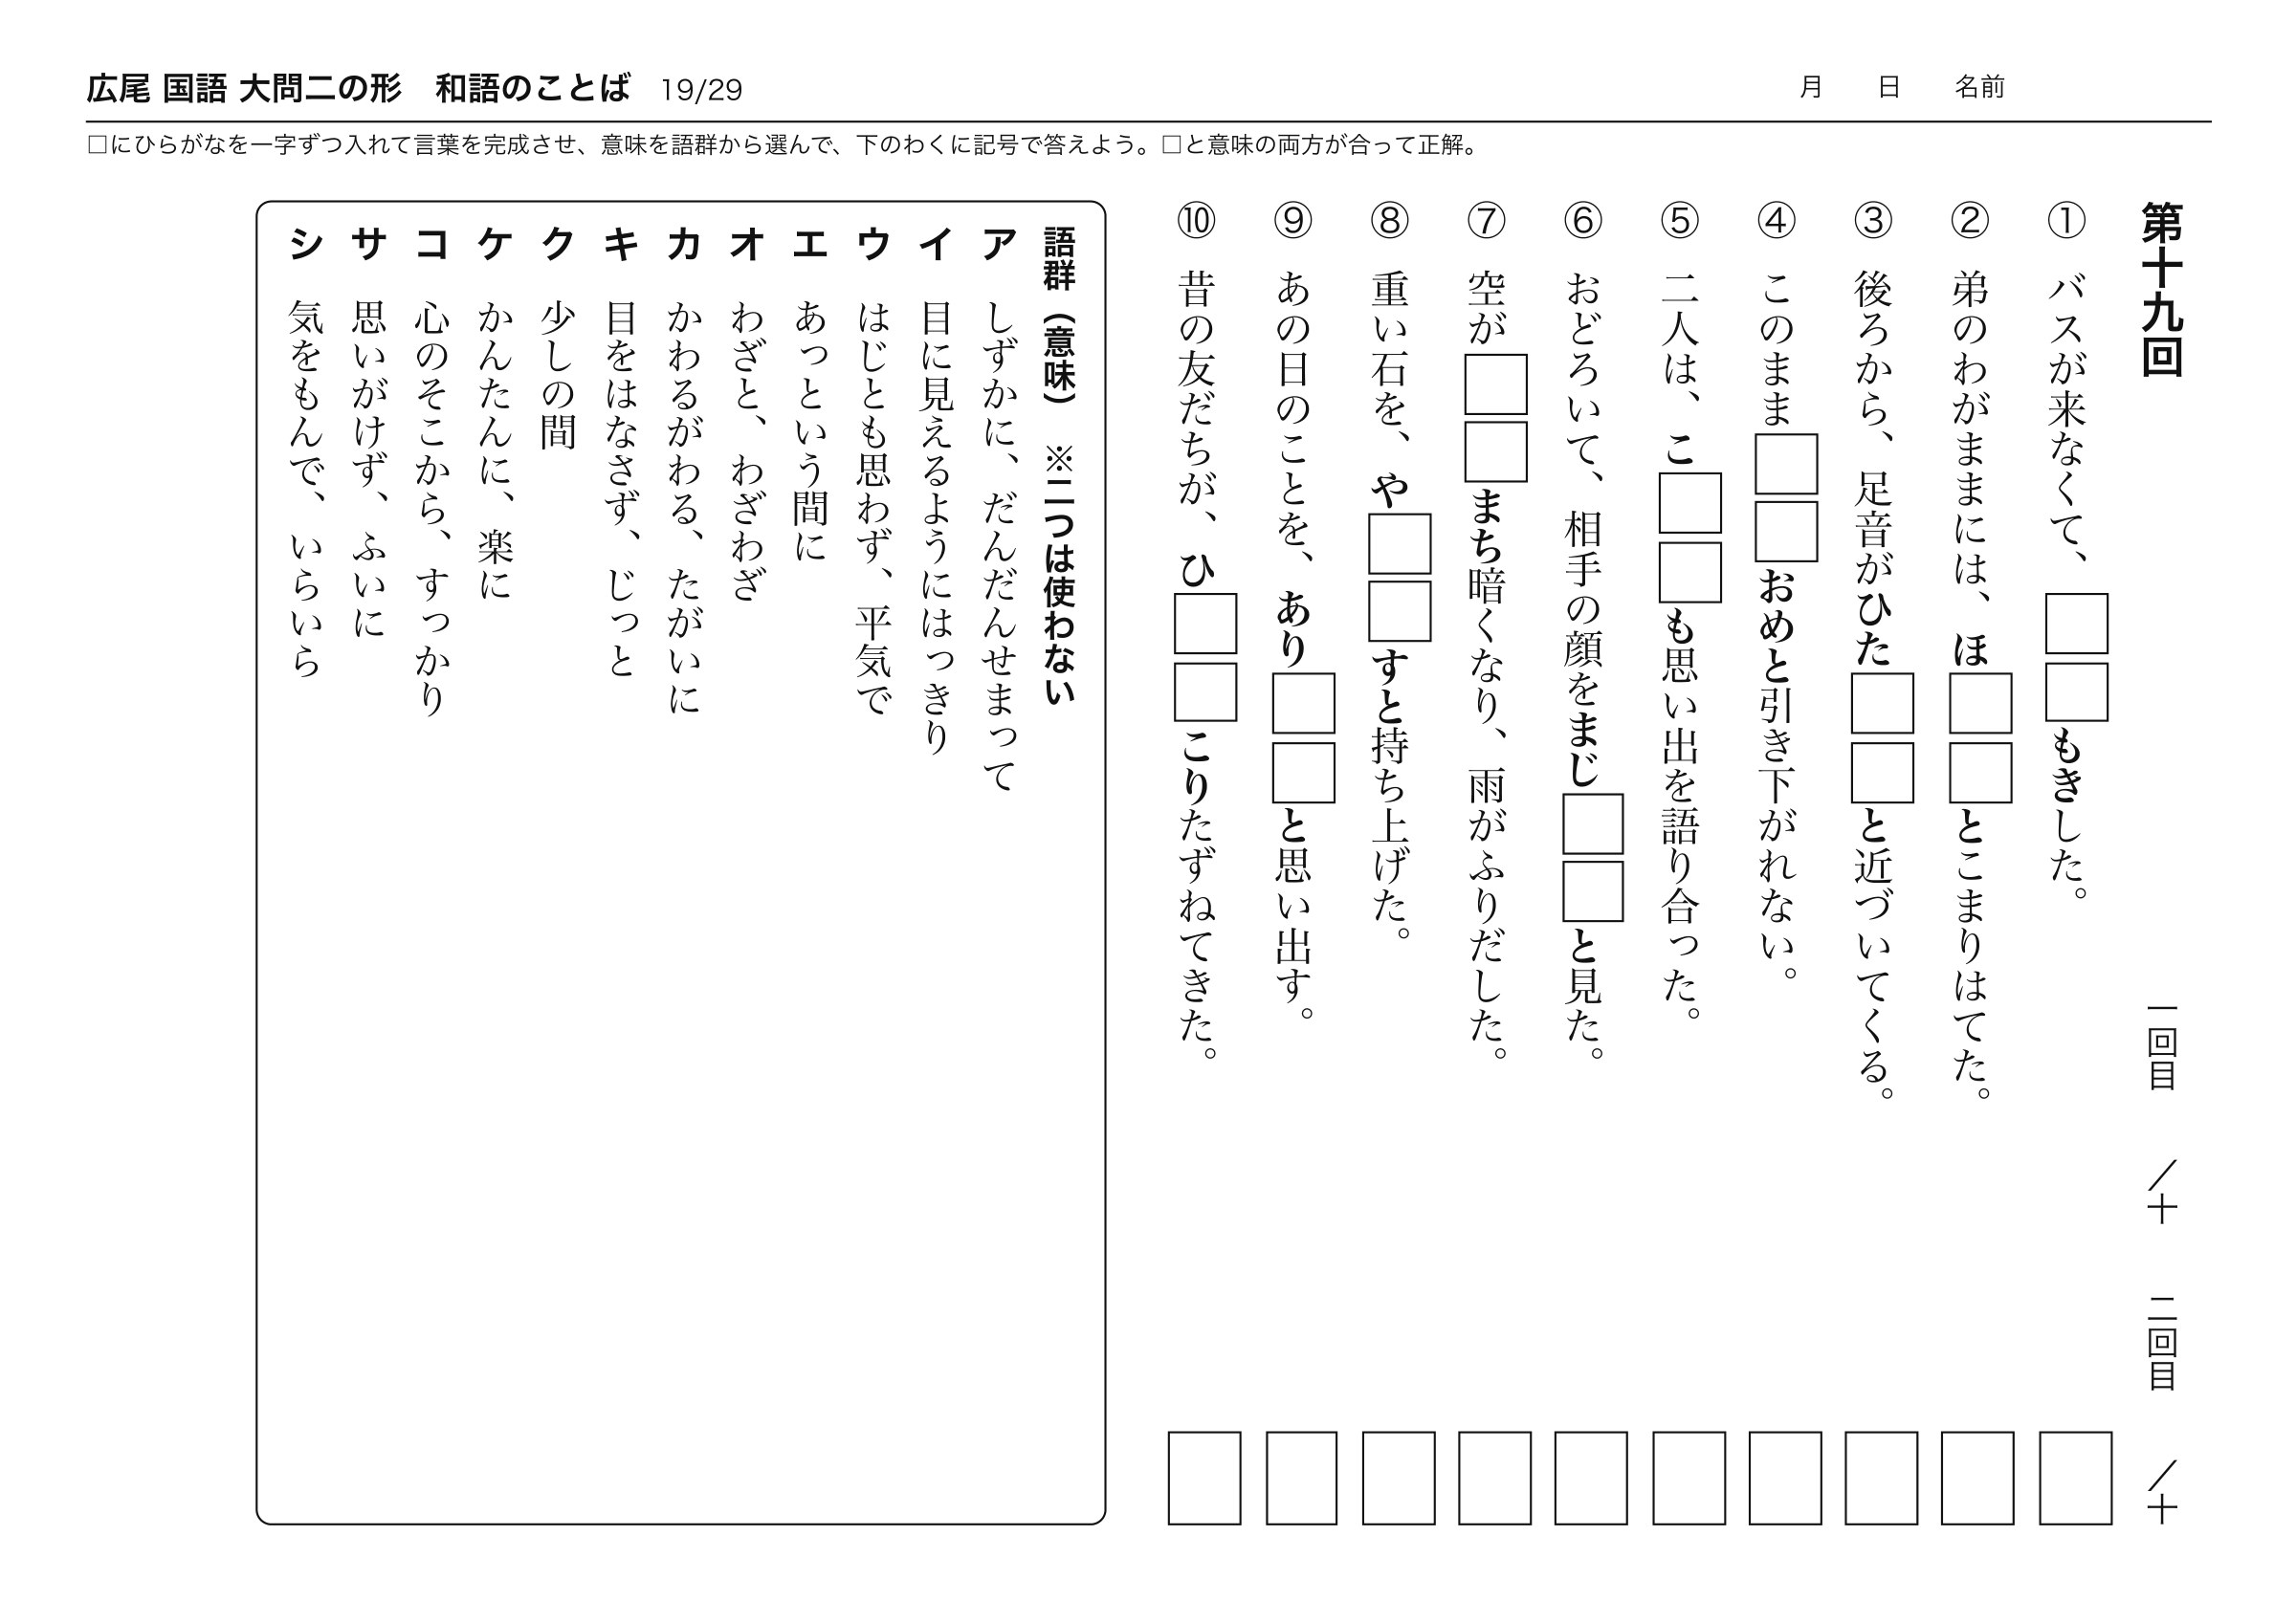 広尾 国語 大問二の形　和語のことば　19/29　月　日　名前
□にひらがなを一字ずつ入れて言葉を完成させ、意味を語群から選んで、下のわくに記号で答えよう。□と意味の両方が合って正解。
第十九回　一回目　／十　二回目　／十
① バスが来なくて、□□もきした。
② 弟のわがままには、ほ□□とこまりはてた。
③ 後ろから、足音がひた□□と近づいてくる。
④ このまま□□おめと引き下がれない。
⑤ 二人は、こ□□も思い出を語り合った。
⑥ おどろいて、相手の顔をまじ□□と見た。
⑦ 空が□□まち暗くなり、雨がふりだした。
⑧ 重い石を、や□□すと持ち上げた。
⑨ あの日のことを、あり□□と思い出す。
⑩ 昔の友だちが、ひ□□こりたずねてきた。
語群（意味）　※二つは使わない
ア　しずかに、だんだんせまって
イ　目に見えるようにはっきり
ウ　はじとも思わず、平気で
エ　あっという間に
オ　わざと、わざわざ
カ　かわるがわる、たがいに
キ　目をはなさず、じっと
ク　少しの間
ケ　かんたんに、楽に
コ　心のそこから、すっかり
サ　思いがけず、ふいに
シ　気をもんで、いらいら